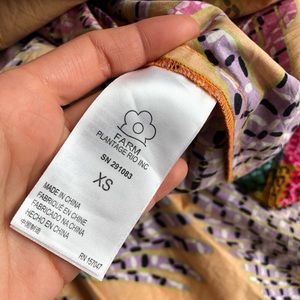 FARM
PLANTAGE RIO INC
SN 291083
XS
MADE IN CHINA
FABRIQUÉ EN CHINE
FABRICADO NA CHINA
HECHO EN CHINA
中国制造
RN 157047